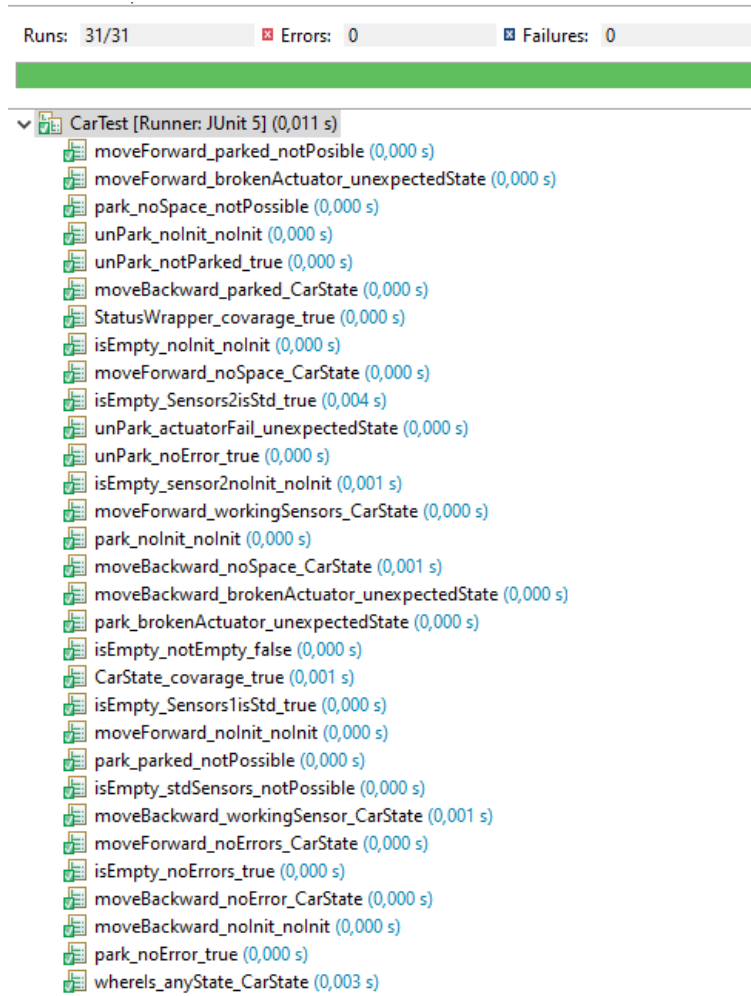 Runs: 31/31 Errors: 0 Failures: 0
CarTest [Runner: JUnit 5] (0,011 s)
moveForward_parked_notPosible (0,000 s)
moveForward_brokenActuator_unexpectedState (0,000 s)
park_noSpace_notPossible (0,000 s)
unPark_noInit_noInit (0,000 s)
unPark_notParked_true (0,000 s)
moveBackward_parked_CarState (0,000 s)
StatusWrapper_covarage_true (0,000 s)
isEmpty_noInit_noInit (0,000 s)
moveForward_noSpace_CarState (0,000 s)
isEmpty_Sensors2isStd_true (0,004 s)
unPark_actuatorFail_unexpectedState (0,000 s)
unPark_noError_true (0,000 s)
isEmpty_sensor2noInit_noInit (0,001 s)
moveForward_workingSensors_CarState (0,000 s)
park_noInit_noInit (0,000 s)
moveBackward_noSpace_CarState (0,001 s)
moveBackward_brokenActuator_unexpectedState (0,000 s)
park_brokenActuator_unexpectedState (0,000 s)
isEmpty_notEmpty_false (0,000 s)
CarState_covarage_true (0,001 s)
isEmpty_Sensors1isStd_true (0,000 s)
moveForward_noInit_noInit (0,000 s)
park_parked_notPossible (0,000 s)
isEmpty_stdSensors_notPossible (0,000 s)
moveBackward_workingSensor_CarState (0,001 s)
moveForward_noErrors_CarState (0,000 s)
isEmpty_noErrors_true (0,000 s)
moveBackward_noError_CarState (0,000 s)
moveBackward_noInit_noInit (0,000 s)
park_noError_true (0,000 s)
whereIs_anyState_CarState (0,003 s)